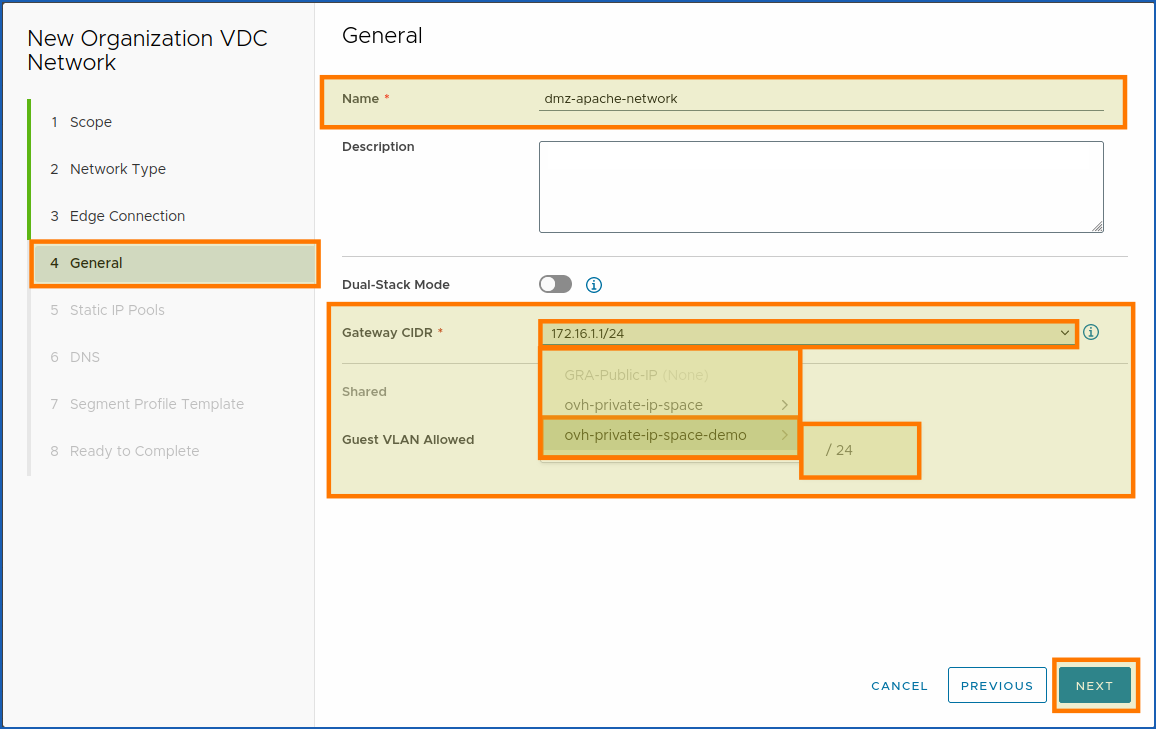 New Organization VDC
Network
1 Scope
2 Network Type
3 Edge Connection
4 General
5 Static IP Pools
6 DNS
7 Segment Profile Template
8 Ready to Complete
General
Name * dmz-apache-network
Description
Dual-Stack Mode
Gateway CIDR * 172.16.1.1/24
GRA-Public-IP (None)
Shared
ovh-private-ip-space
Guest VLAN Allowed
ovh-private-ip-space-demo
/ 24
CANCEL PREVIOUS NEXT